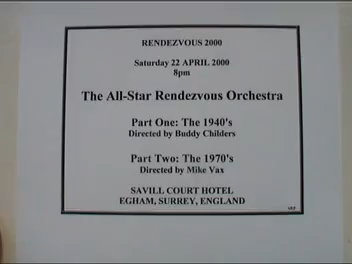 RENDEZVOUS 2000
Saturday 22 APRIL 2000
8pm
The All-Star Rendezvous Orchestra
Part One: The 1940's
Directed by Buddy Childers
Part Two: The 1970's
Directed by Mike Vax
SAVILL COURT HOTEL
EGHAM, SURREY, ENGLAND